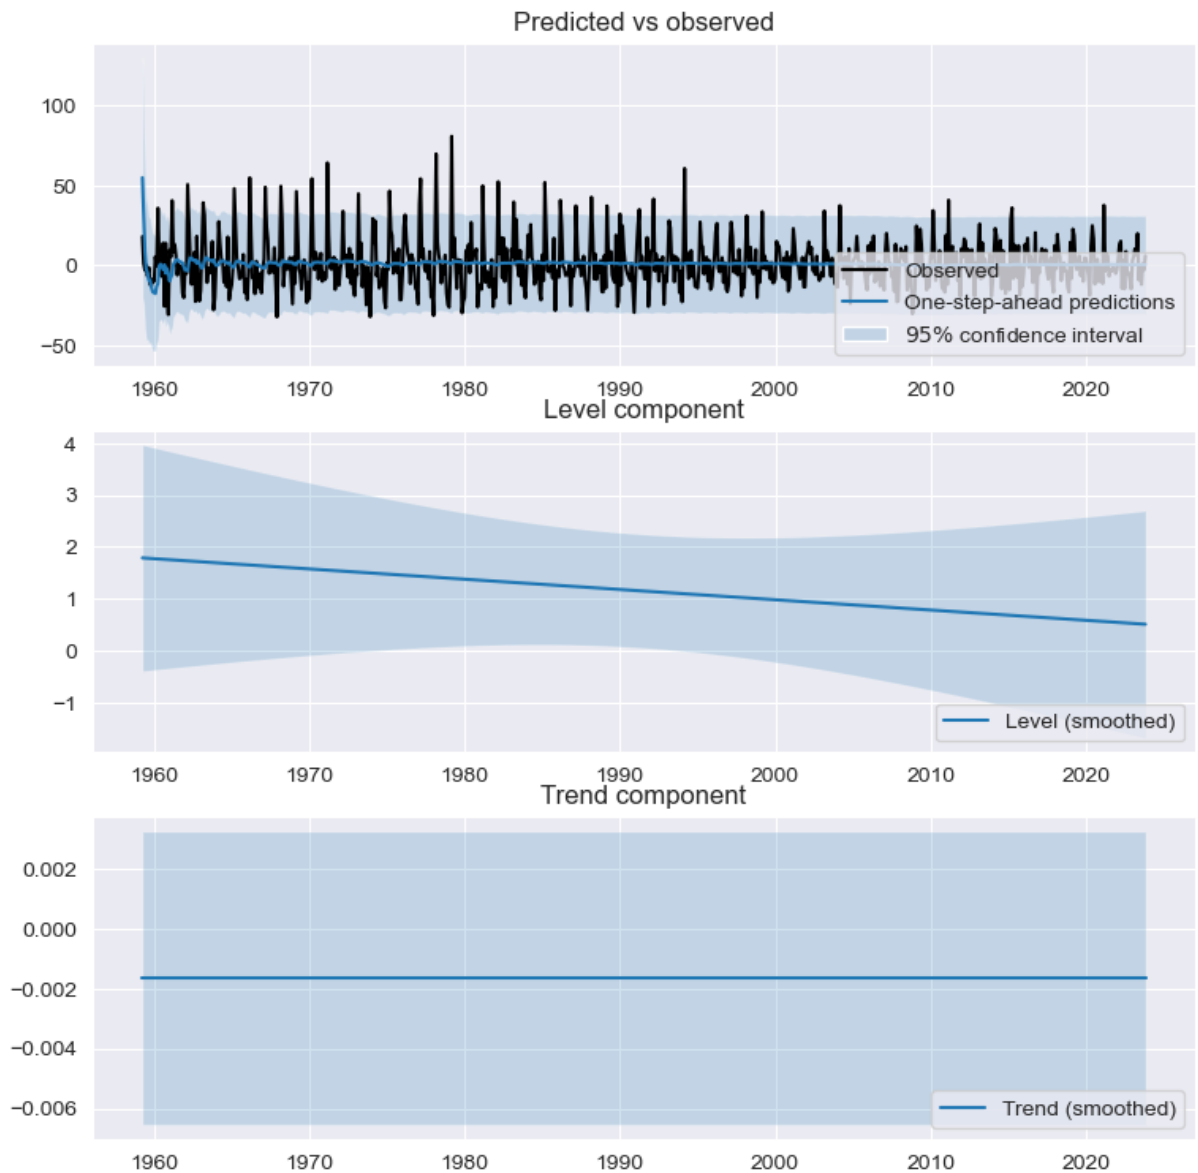 Predicted vs observed
100
50
0
−50
Observed
One-step-ahead predictions
95% confidence interval
1960 1970 1980 1990 2000 2010 2020
Level component
4
3
2
1
0
−1
Level (smoothed)
1960 1970 1980 1990 2000 2010 2020
Trend component
0.002
0.000
−0.002
−0.004
−0.006
Trend (smoothed)
1960 1970 1980 1990 2000 2010 2020